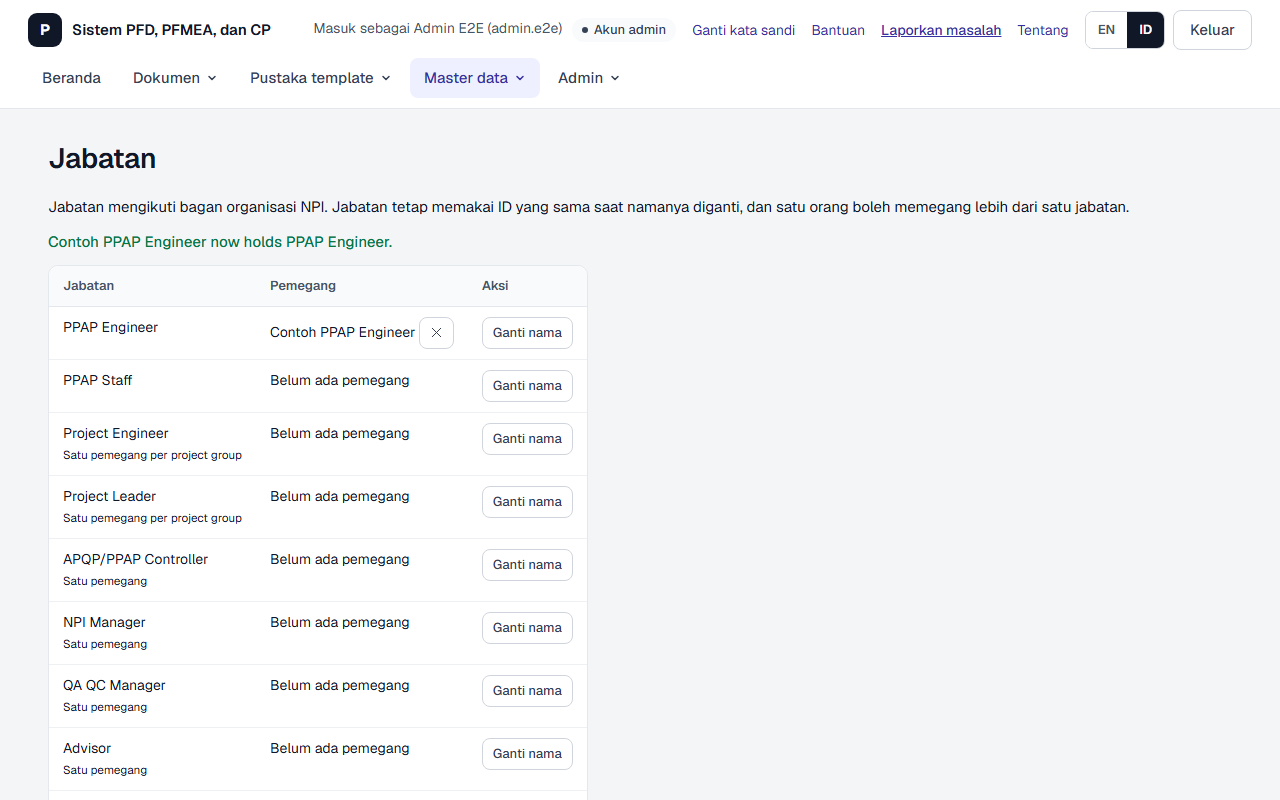 P Sistem PFD, PFMEA, dan CP Masuk sebagai Admin E2E (admin.e2e) Akun admin Ganti kata sandi Bantuan Laporkan masalah Tentang EN ID Keluar
Beranda Dokumen Pustaka template Master data Admin
Jabatan
Jabatan mengikuti bagan organisasi NPI. Jabatan tetap memakai ID yang sama saat namanya diganti, dan satu orang boleh memegang lebih dari satu jabatan.
Contoh PPAP Engineer now holds PPAP Engineer.
Jabatan Pemegang Aksi
PPAP Engineer Contoh PPAP Engineer Ganti nama
PPAP Staff Belum ada pemegang Ganti nama
Project Engineer Belum ada pemegang Ganti nama
Satu pemegang per project group
Project Leader Belum ada pemegang Ganti nama
Satu pemegang per project group
APQP/PPAP Controller Belum ada pemegang Ganti nama
Satu pemegang
NPI Manager Belum ada pemegang Ganti nama
Satu pemegang
QA QC Manager Belum ada pemegang Ganti nama
Satu pemegang
Advisor Belum ada pemegang Ganti nama
Satu pemegang